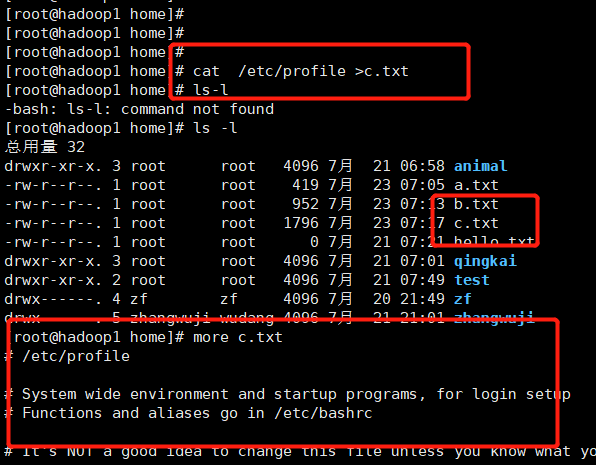 [root@hadoop1 home]#
[root@hadoop1 home]#
[root@hadoop1 home]#
[root@hadoop1 home]# cat  /etc/profile >c.txt
[root@hadoop1 home]# ls-l
-bash: ls-l: command not found
[root@hadoop1 home]# ls -l
总用量 32
drwxr-xr-x. 3 root      root   4096 7月  21 06:58 animal
-rw-r--r--. 1 root      root    419 7月  23 07:05 a.txt
-rw-r--r--. 1 root      root    952 7月  23 07:13 b.txt
-rw-r--r--. 1 root      root   1796 7月  23 07:17 c.txt
-rw-r--r--. 1 root      root      0 7月  21 07:21 hello.txt
drwxr-xr-x. 3 root      root   4096 7月  21 07:01 qingkai
drwxr-xr-x. 2 root      root   4096 7月  21 07:49 test
drwx------. 4 zf        zf     4096 7月  20 21:49 zf
drwx------. 5 zhangwuji wudang 4096 7月  21 21:01 zhangwuji
[root@hadoop1 home]# more c.txt
# /etc/profile
# System wide environment and startup programs, for login setup
# Functions and aliases go in /etc/bashrc
# It's NOT a good idea to change this file unless you know what yo